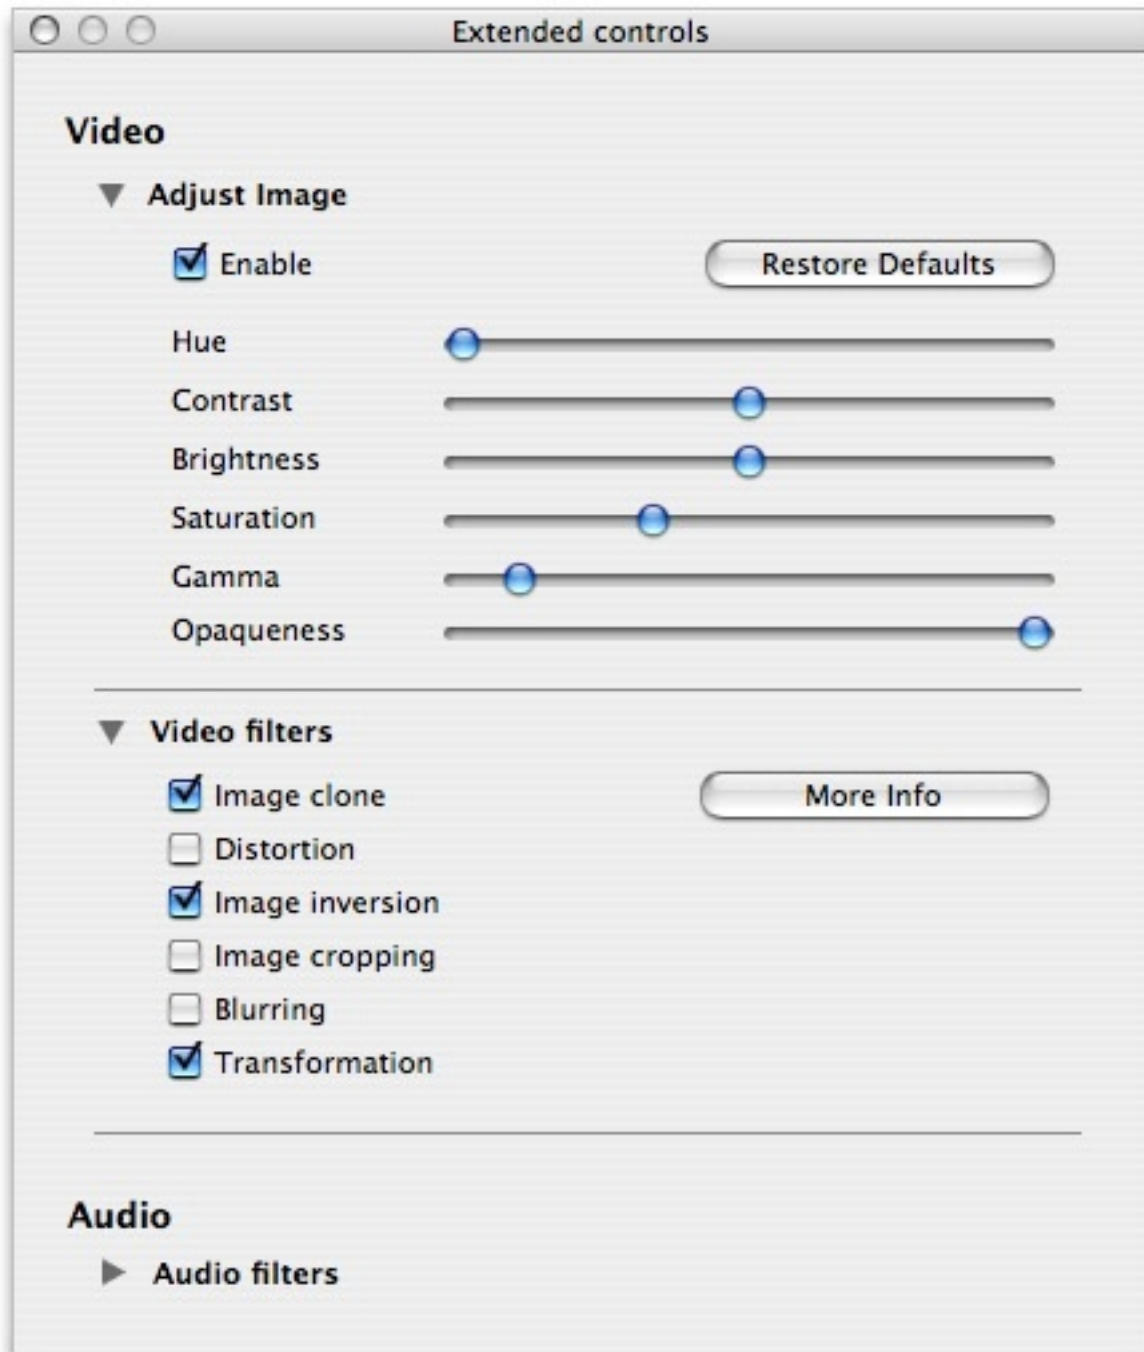 Extended controls
Video
Adjust Image
Enable
Restore Defaults
Hue
Contrast
Brightness
Saturation
Gamma
Opaqueness
Video filters
Image clone
More Info
Distortion
Image inversion
Image cropping
Blurring
Transformation
Audio
Audio filters